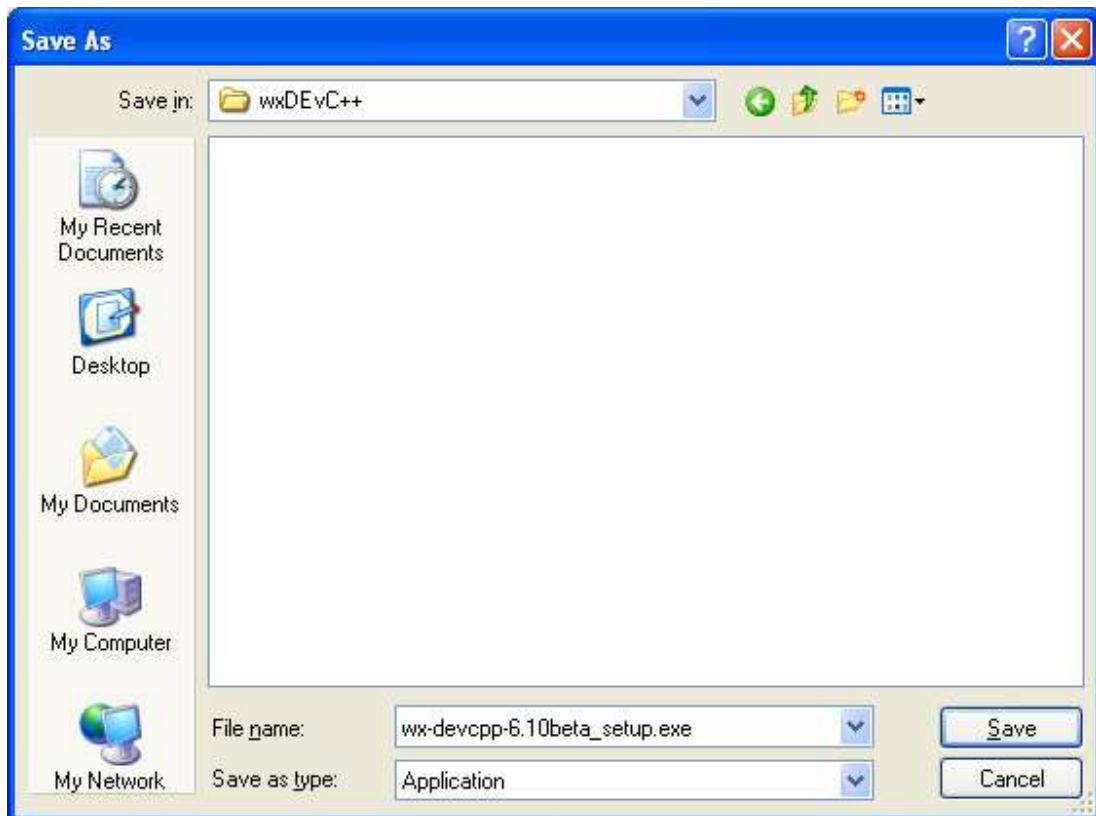 Save As
Save in:
wxDEvC++
My Recent
Documents
Desktop
My Documents
My Computer
My Network
File name:
wx-devcpp-6.10beta_setup.exe
Save
Save as type:
Application
Cancel